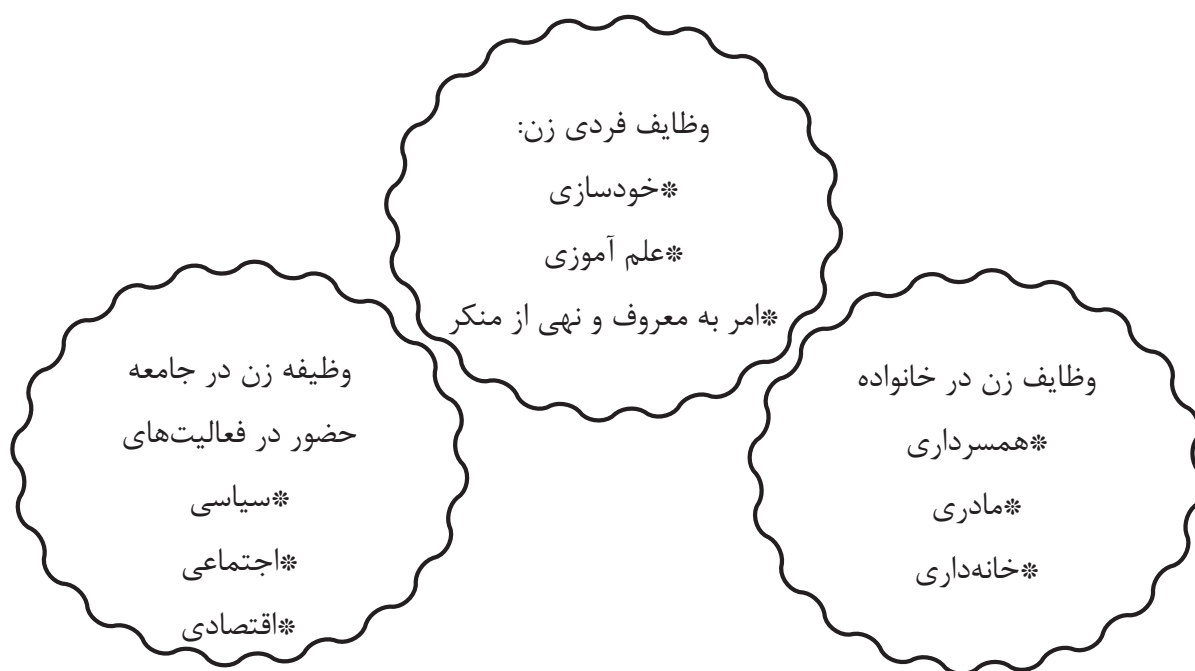 وظایف فردی زن:
❊خودسازی
❊علم آموزی
❊امر به معروف و نهی از منکر
وظایف زن در خانواده
❊همسرداری
❊مادری
❊خانه‌داری
وظیفه زن در جامعه
حضور در فعالیت‌های
❊سیاسی
❊اجتماعی
❊اقتصادی